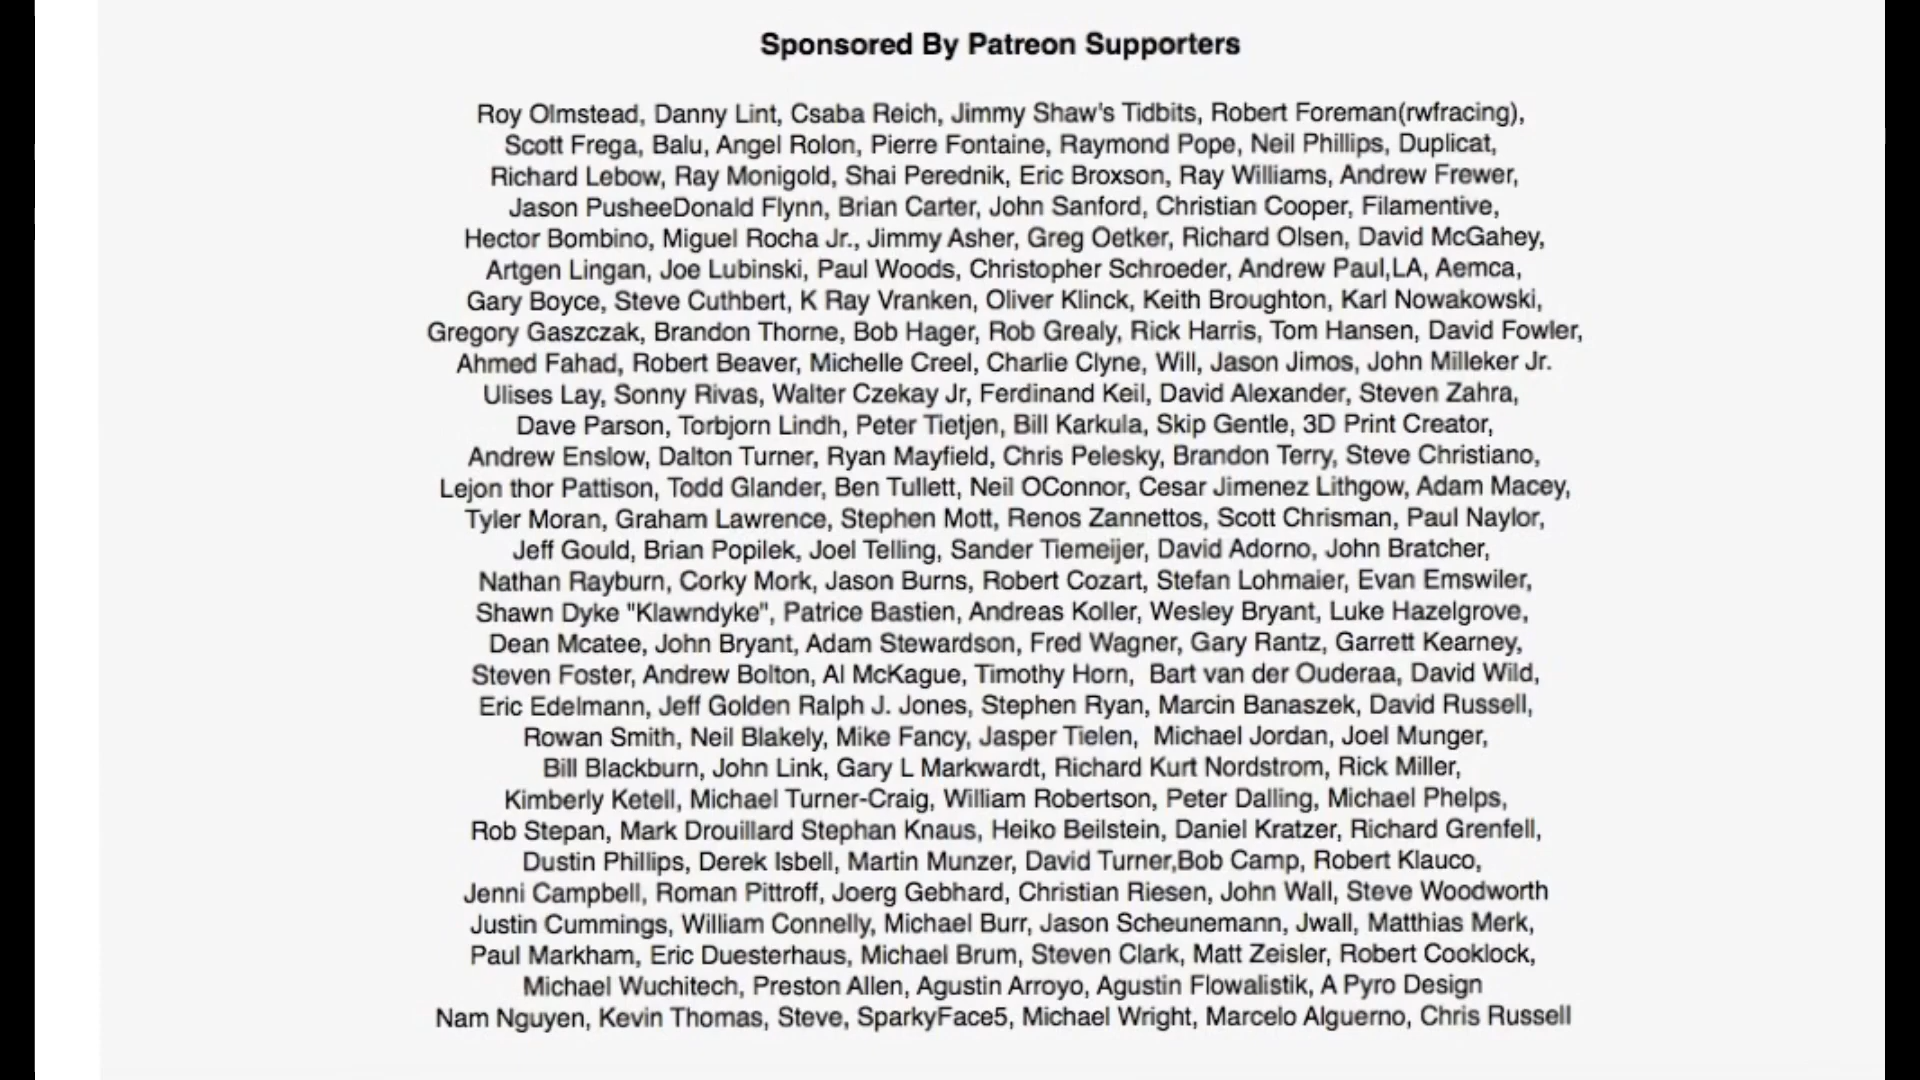 Sponsored By Patreon Supporters
Roy Olmstead, Danny Lint, Csaba Reich, Jimmy Shaw's Tidbits, Robert Foreman(rwfracing),
Scott Frega, Balu, Angel Rolon, Pierre Fontaine, Raymond Pope, Neil Phillips, Duplicat,
Richard Lebow, Ray Monigold, Shai Perednik, Eric Broxson, Ray Williams, Andrew Frewer,
Jason PusheeDonald Flynn, Brian Carter, John Sanford, Christian Cooper, Filamentive,
Hector Bombino, Miguel Rocha Jr., Jimmy Asher, Greg Oetker, Richard Olsen, David McGahey,
Artgen Lingan, Joe Lubinski, Paul Woods, Christopher Schroeder, Andrew Paul,LA, Aemca,
Gary Boyce, Steve Cuthbert, K Ray Vranken, Oliver Klinck, Keith Broughton, Karl Nowakowski,
Gregory Gaszczak, Brandon Thorne, Bob Hager, Rob Grealy, Rick Harris, Tom Hansen, David Fowler,
Ahmed Fahad, Robert Beaver, Michelle Creel, Charlie Clyne, Will, Jason Jimos, John Milleker Jr.
Ulises Lay, Sonny Rivas, Walter Czekay Jr, Ferdinand Keil, David Alexander, Steven Zahra,
Dave Parson, Torbjorn Lindh, Peter Tietjen, Bill Karkula, Skip Gentle, 3D Print Creator,
Andrew Enslow, Dalton Turner, Ryan Mayfield, Chris Pelesky, Brandon Terry, Steve Christiano,
Lejon thor Pattison, Todd Glander, Ben Tullett, Neil OConnor, Cesar Jimenez Lithgow, Adam Macey,
Tyler Moran, Graham Lawrence, Stephen Mott, Renos Zannettos, Scott Chrisman, Paul Naylor,
Jeff Gould, Brian Popilek, Joel Telling, Sander Tiemeijer, David Adorno, John Bratcher,
Nathan Rayburn, Corky Mork, Jason Burns, Robert Cozart, Stefan Lohmaier, Evan Emswiler,
Shawn Dyke "Klawndyke", Patrice Bastien, Andreas Koller, Wesley Bryant, Luke Hazelgrove,
Dean Mcatee, John Bryant, Adam Stewardson, Fred Wagner, Gary Rantz, Garrett Kearney,
Steven Foster, Andrew Bolton, Al McKague, Timothy Horn,  Bart van der Ouderaa, David Wild,
Eric Edelmann, Jeff Golden Ralph J. Jones, Stephen Ryan, Marcin Banaszek, David Russell,
Rowan Smith, Neil Blakely, Mike Fancy, Jasper Tielen,  Michael Jordan, Joel Munger,
Bill Blackburn, John Link, Gary L Markwardt, Richard Kurt Nordstrom, Rick Miller,
Kimberly Ketell, Michael Turner-Craig, William Robertson, Peter Dalling, Michael Phelps,
Rob Stepan, Mark Drouillard Stephan Knaus, Heiko Beilstein, Daniel Kratzer, Richard Grenfell,
Dustin Phillips, Derek Isbell, Martin Munzer, David Turner,Bob Camp, Robert Klauco,
Jenni Campbell, Roman Pittroff, Joerg Gebhard, Christian Riesen, John Wall, Steve Woodworth
Justin Cummings, William Connelly, Michael Burr, Jason Scheunemann, Jwall, Matthias Merk,
Paul Markham, Eric Duesterhaus, Michael Brum, Steven Clark, Matt Zeisler, Robert Cooklock,
Michael Wuchitech, Preston Allen, Agustin Arroyo, Agustin Flowalistik, A Pyro Design
Nam Nguyen, Kevin Thomas, Steve, SparkyFace5, Michael Wright, Marcelo Alguerno, Chris Russell